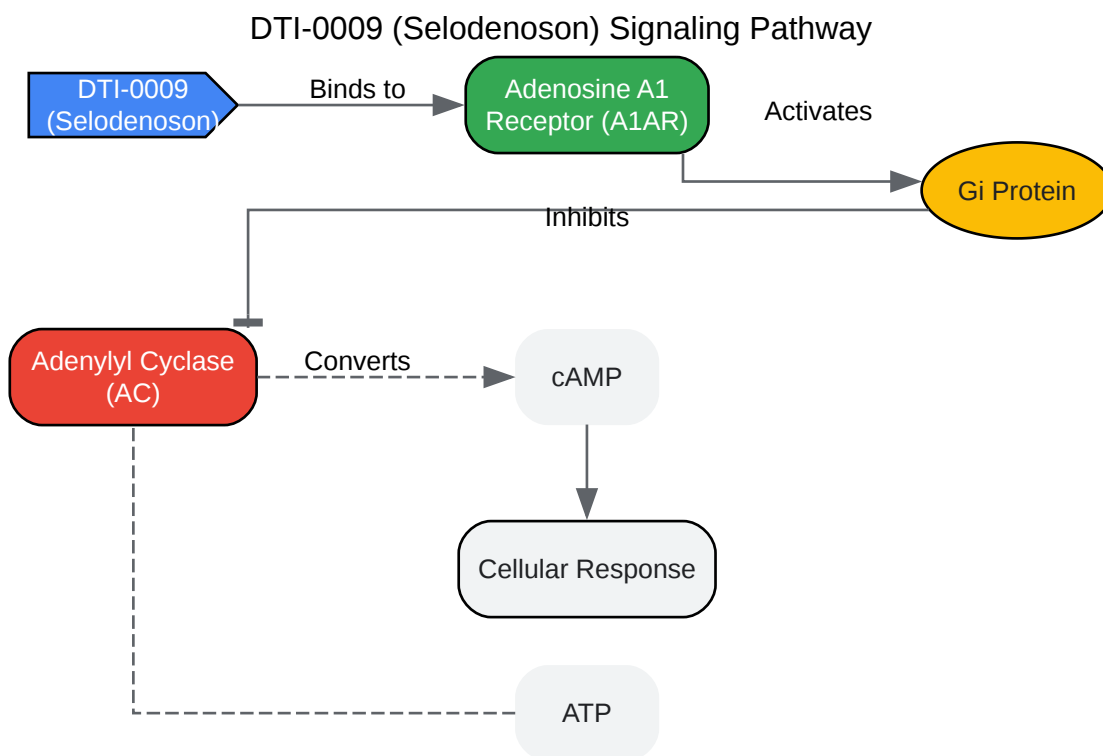 DTI-0009 (Selodenoson) Signaling Pathway
DTI-0009
(Selodenoson)
Binds to
Adenosine A1
Receptor (A1AR)
Activates
Gi Protein
Inhibits
Adenylyl Cyclase
(AC)
Converts
cAMP
Cellular Response
ATP